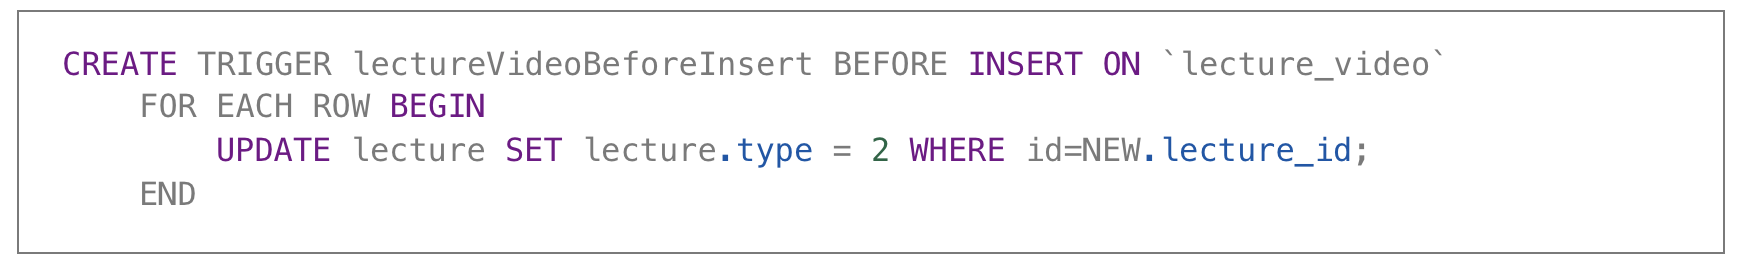 CREATE TRIGGER lectureVideoBeforeInsert BEFORE INSERT ON `lecture_video`
    FOR EACH ROW BEGIN
        UPDATE lecture SET lecture.type = 2 WHERE id=NEW.lecture_id;
    END